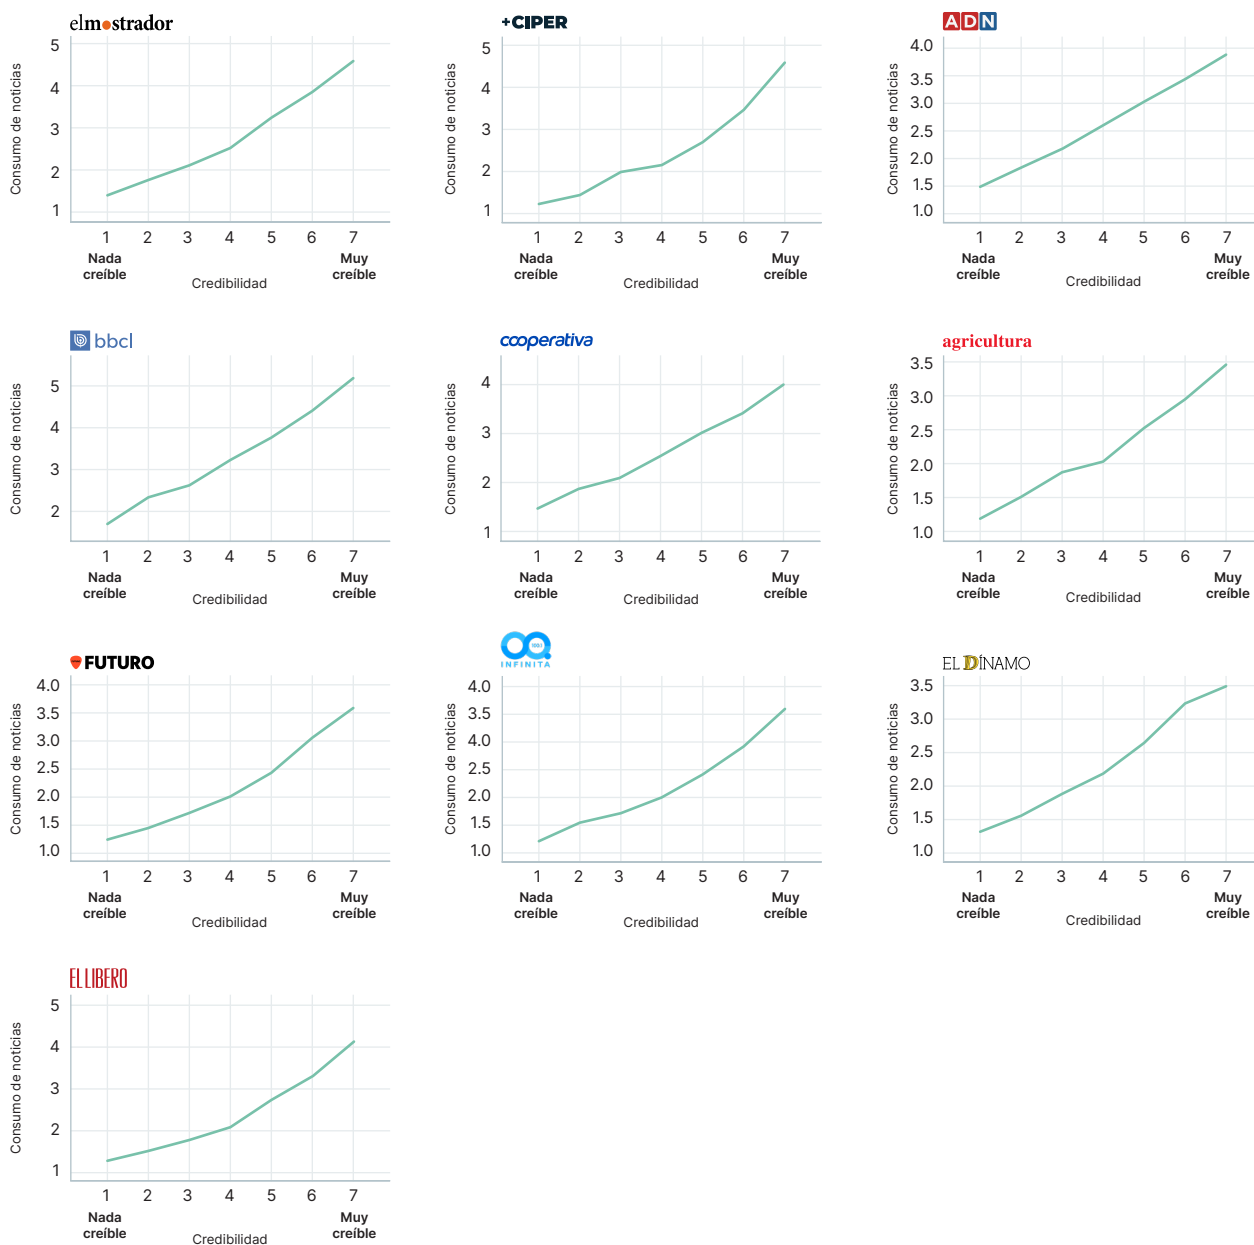 elmostrador
Consumo de noticias
5
4
3
2
1
1 2 3 4 5 6 7
Nada creíble
Muy creíble
Credibilidad
+CIPER
Consumo de noticias
5
4
3
2
1
1 2 3 4 5 6 7
Nada creíble
Muy creíble
Credibilidad
ADN
Consumo de noticias
4.0
3.5
3.0
2.5
2.0
1.5
1.0
1 2 3 4 5 6 7
Nada creíble
Muy creíble
Credibilidad
bbcl
Consumo de noticias
5
4
3
2
1 2 3 4 5 6 7
Nada creíble
Muy creíble
Credibilidad
cooperativa
Consumo de noticias
4
3
2
1
1 2 3 4 5 6 7
Nada creíble
Muy creíble
Credibilidad
agricultura
Consumo de noticias
3.5
3.0
2.5
2.0
1.5
1.0
1 2 3 4 5 6 7
Nada creíble
Muy creíble
Credibilidad
FUTURO
Consumo de noticias
4.0
3.5
3.0
2.5
2.0
1.5
1.0
1 2 3 4 5 6 7
Nada creíble
Muy creíble
Credibilidad
INFINITA
Consumo de noticias
4.0
3.5
4.0
2.5
2.0
1.5
1.0
1 2 3 4 5 6 7
Nada creíble
Muy creíble
Credibilidad
EL DÍNAMO
Consumo de noticias
3.5
3.0
2.5
2.0
1.5
1.0
1 2 3 4 5 6 7
Nada creíble
Muy creíble
Credibilidad
EL LIBERO
Consumo de noticias
5
4
3
2
1
1 2 3 4 5 6 7
Nada creíble
Muy creíble
Credibilidad